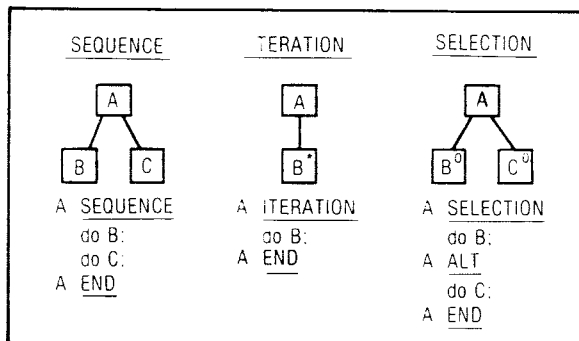 SEQUENCE
TERATION
SELECTION
A
B
C
A
B*
A
B⁰
C⁰
A SEQUENCE
do B;
do C;
A END
A ITERATION
do B;
A END
A SELECTION
do B;
A ALT
do C;
A END